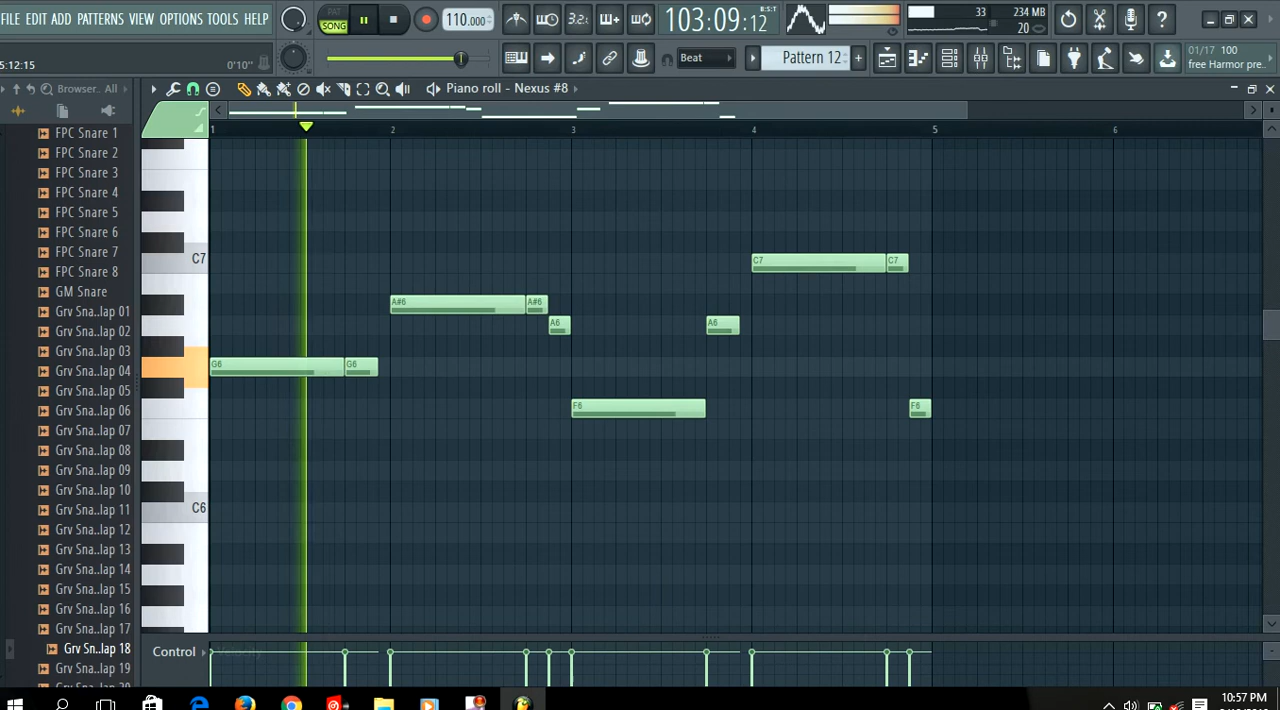 FILE EDIT ADD PATTERNS VIEW OPTIONS TOOLS HELP
PAT
SONG
110.000
3.2.
103:09:12
B:S:T
33
234 MB
20
5:12:15
0'10"
Beat
Pattern 12
01/17 100
free Harmor pre...
Browser.. All
Piano roll - Nexus #8
1 2 3 4 5 6
FPC Snare 1
FPC Snare 2
FPC Snare 3
FPC Snare 4
FPC Snare 5
FPC Snare 6
FPC Snare 7
FPC Snare 8
GM Snare
Grv Sna..lap 01
Grv Sna..lap 02
Grv Sna..lap 03
Grv Sna..lap 04
Grv Sna..lap 05
Grv Sna..lap 06
Grv Sna..lap 07
Grv Sna..lap 08
Grv Sna..lap 09
Grv Sna..lap 10
Grv Sna..lap 11
Grv Sna..lap 12
Grv Sna..lap 13
Grv Sna..lap 14
Grv Sna..lap 15
Grv Sna..lap 16
Grv Sna..lap 17
Grv Sn..lap 18
Grv Sna..lap 19
C7
C6
C7 C7
A#6 A#6
A6 A6
G6 G6
F6 F6
Control
Velocity
10:57 PM